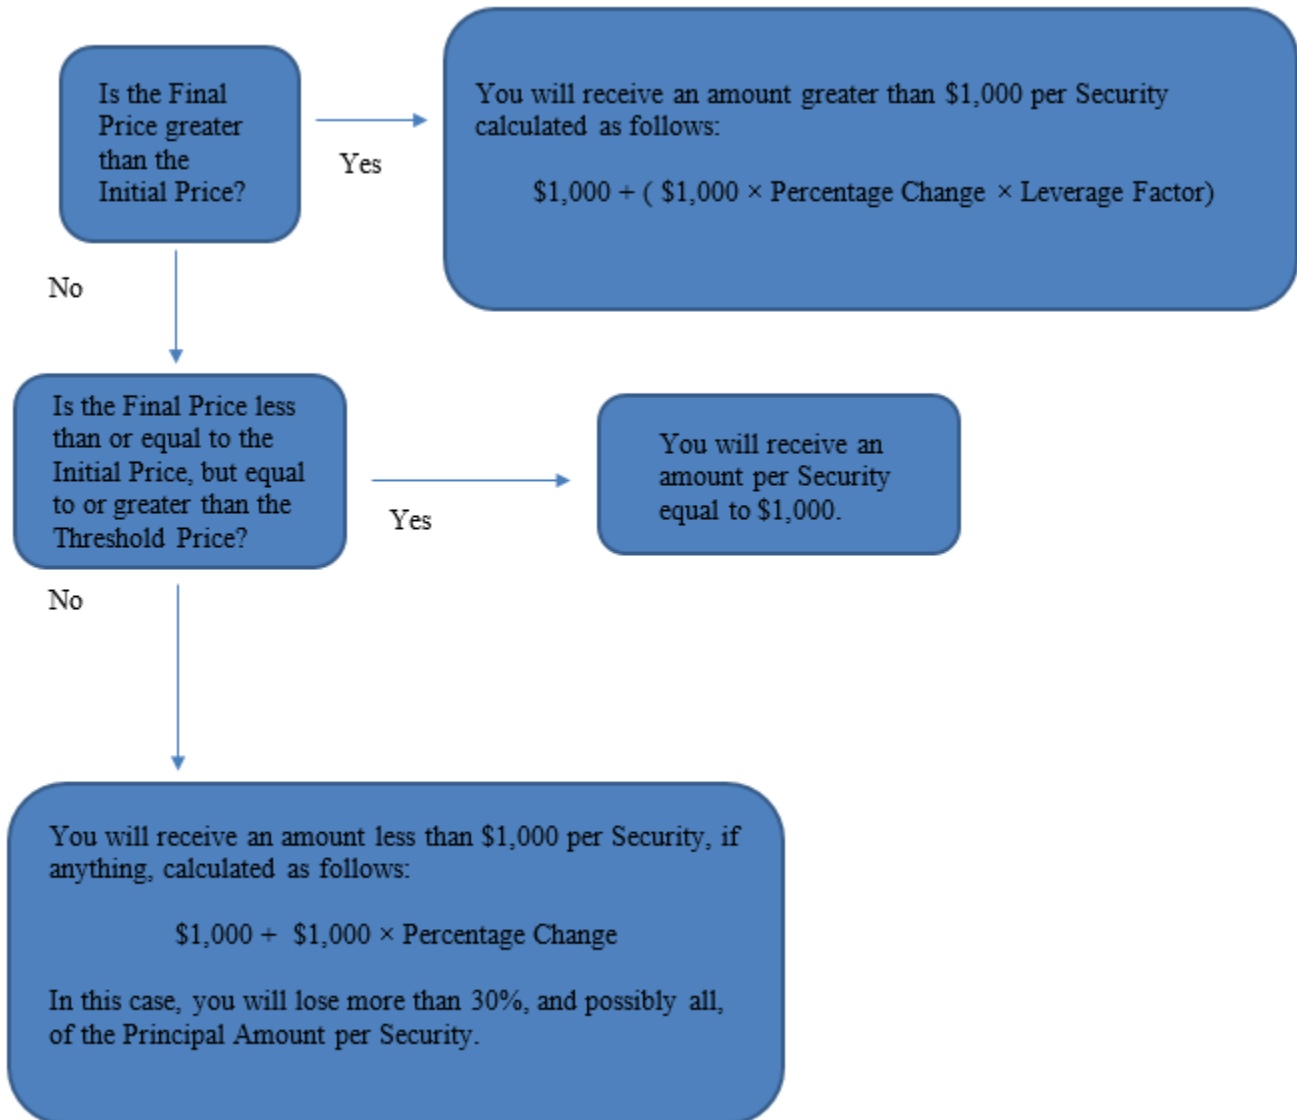 Is the Final
Price greater
than the
Initial Price?
Yes
You will receive an amount greater than $1,000 per Security
calculated as follows:
$1,000 + ( $1,000 × Percentage Change × Leverage Factor)
No
Is the Final Price less
than or equal to the
Initial Price, but equal
to or greater than the
Threshold Price?
Yes
You will receive an
amount per Security
equal to $1,000.
No
You will receive an amount less than $1,000 per Security, if
anything, calculated as follows:
$1,000 + $1,000 × Percentage Change
In this case, you will lose more than 30%, and possibly all,
of the Principal Amount per Security.